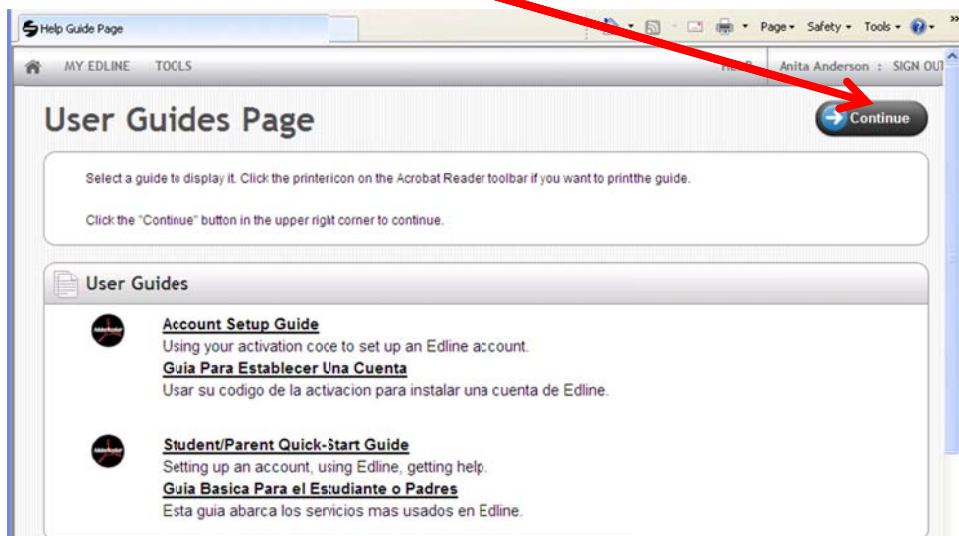 Help Guide Page
Page Safety Tools
MY EDLINE TOCLS HELP Anita Anderson : SIGN OUT
User Guides Page
Continue
Select a guide to display it. Click the printericon on the Acrobat Reader toolbar if you want to printthe guide.
Click the "Continue" button in the upper right corner to continue.
User Guides
Account Setup Guide
Using your activation coce to set up an Edline account.
Guia Para Establecer Una Cuenta
Usar su codigo de la activacion para instalar una cuenta de Edline.
Student/Parent Quick-Start Guide
Setting up an account, using Edline, getting help.
Guia Basica Para el Estudiante o Padres
Esta guia abarca los servicios mas usados en Edline.